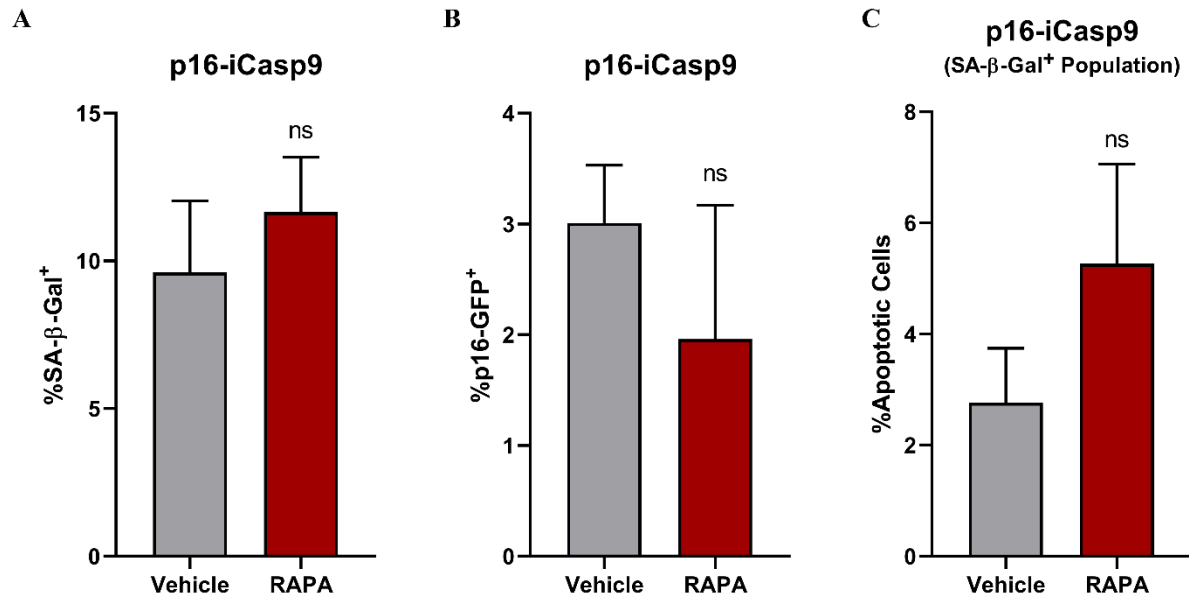 A
p16-iCasp9
15
10
5
0
%SA-β-Gal⁺
ns
Vehicle
RAPA
B
p16-iCasp9
4
3
2
1
0
%p16-GFP⁺
ns
Vehicle
RAPA
C
p16-iCasp9
(SA-β-Gal⁺ Population)
8
6
4
2
0
%Apoptotic Cells
ns
Vehicle
RAPA